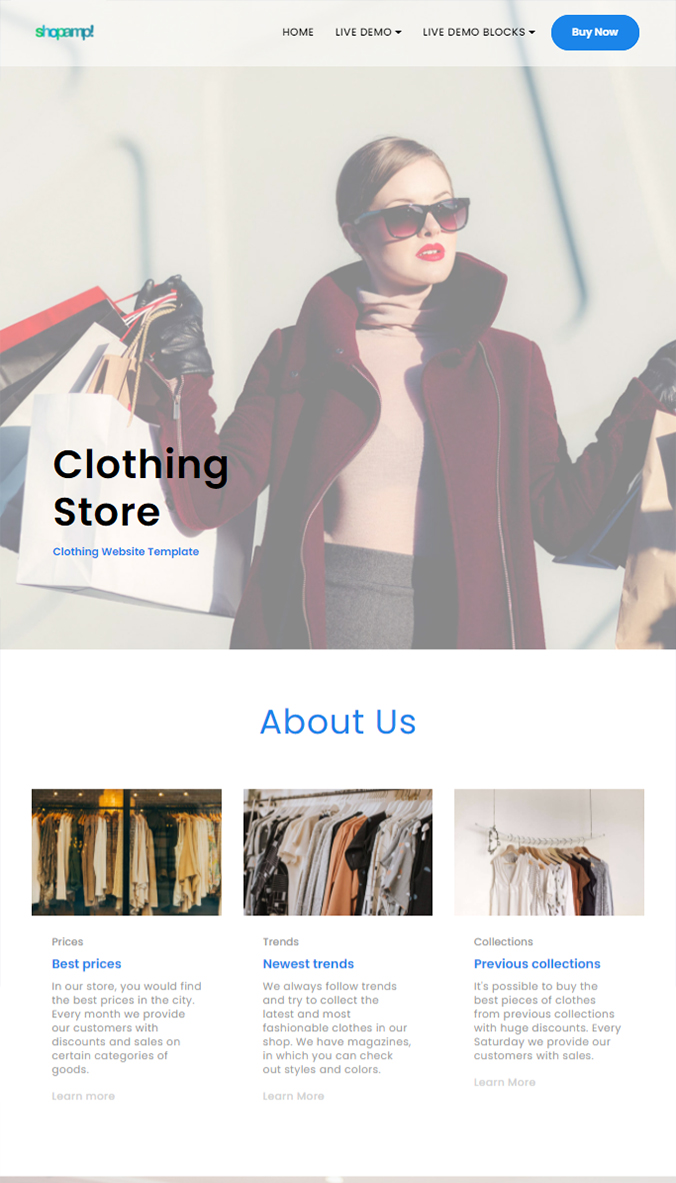 shopamp!
HOME
LIVE DEMO
LIVE DEMO BLOCKS
Buy Now
Clothing
Store
Clothing Website Template
About Us
Prices
Best prices
In our store, you would find
the best prices in the city.
Every month we provide
our customers with
discounts and sales on
certain categories of
goods.
Learn more
Trends
Newest trends
We always follow trends
and try to collect the
latest and most
fashionable clothes in our
shop. We have magazines,
in which you can check
out styles and colors.
Learn More
Collections
Previous collections
It's possible to buy the
best pieces of clothes
from previous collections
with huge discounts. Every
Saturday we provide our
customers with sales.
Learn More